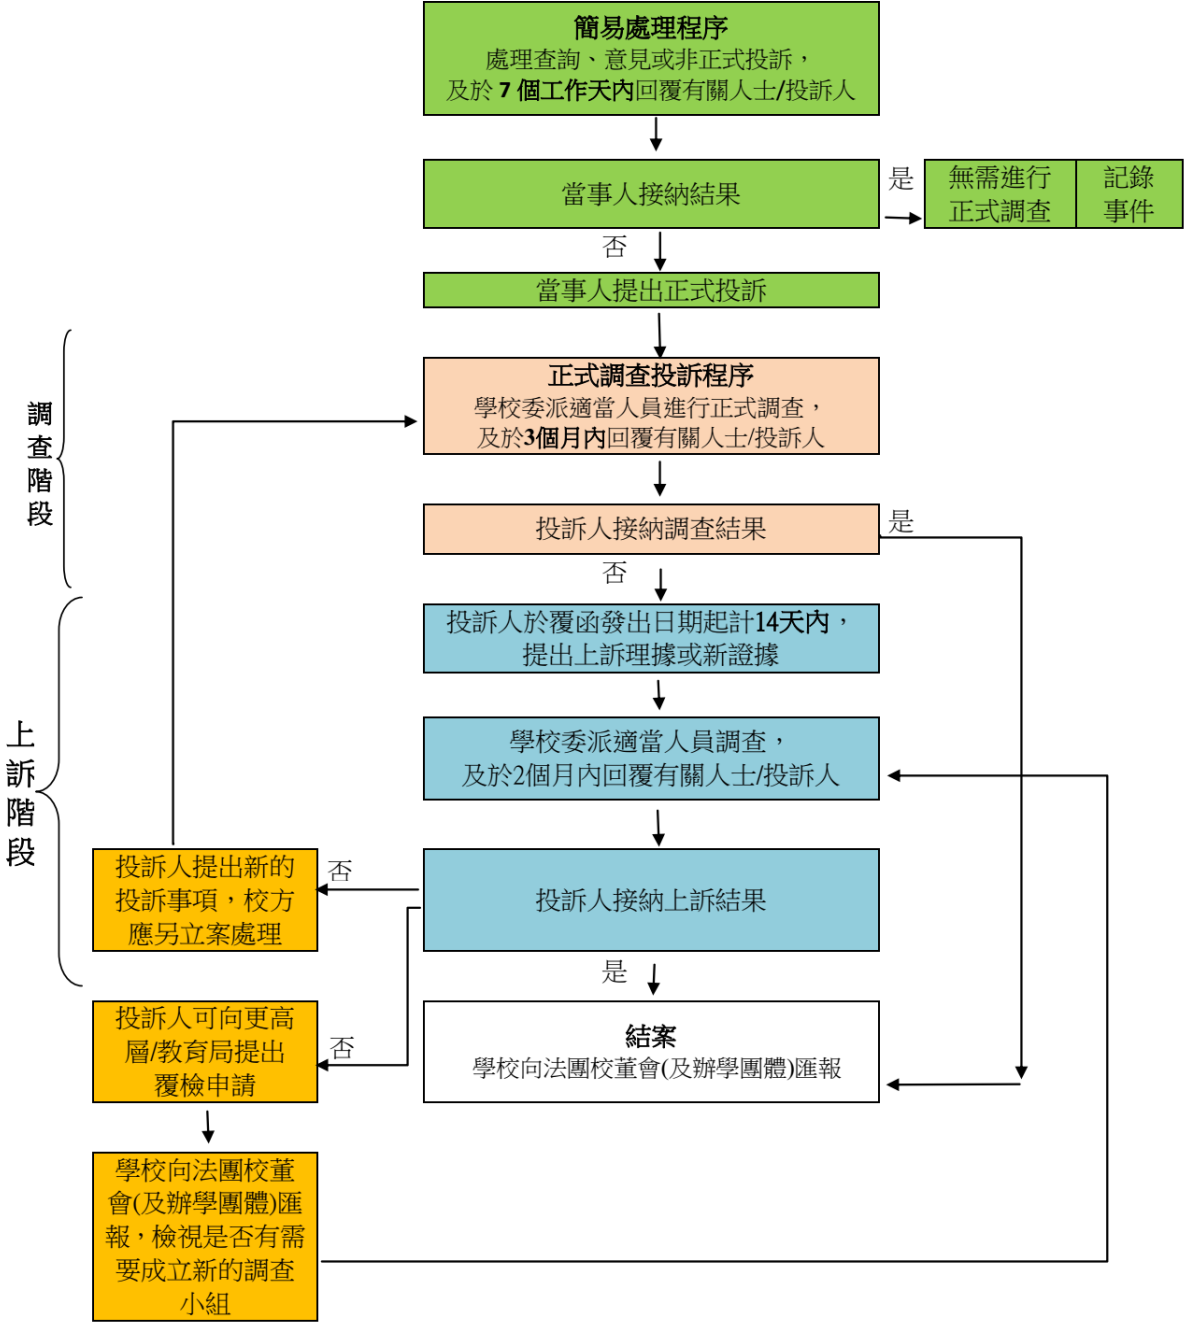 簡易處理程序
處理查詢、意見或非正式投訴，
及於 7 個工作天內回覆有關人士/投訴人
當事人接納結果
是
無需進行
正式調查
記錄
事件
否
當事人提出正式投訴
調查階段
正式調查投訴程序
學校委派適當人員進行正式調查，
及於3個月內回覆有關人士/投訴人
投訴人接納調查結果
是
否
上訴階段
投訴人於覆函發出日期起計14天內，
提出上訴理據或新證據
學校委派適當人員調查，
及於2個月內回覆有關人士/投訴人
投訴人接納上訴結果
否
投訴人提出新的
投訴事項，校方
應另立案處理
是
結案
學校向法團校董會(及辦學團體)匯報
否
投訴人可向更高
層/教育局提出
覆檢申請
學校向法團校董
會(及辦學團體)匯
報，檢視是否有需
要成立新的調查
小組